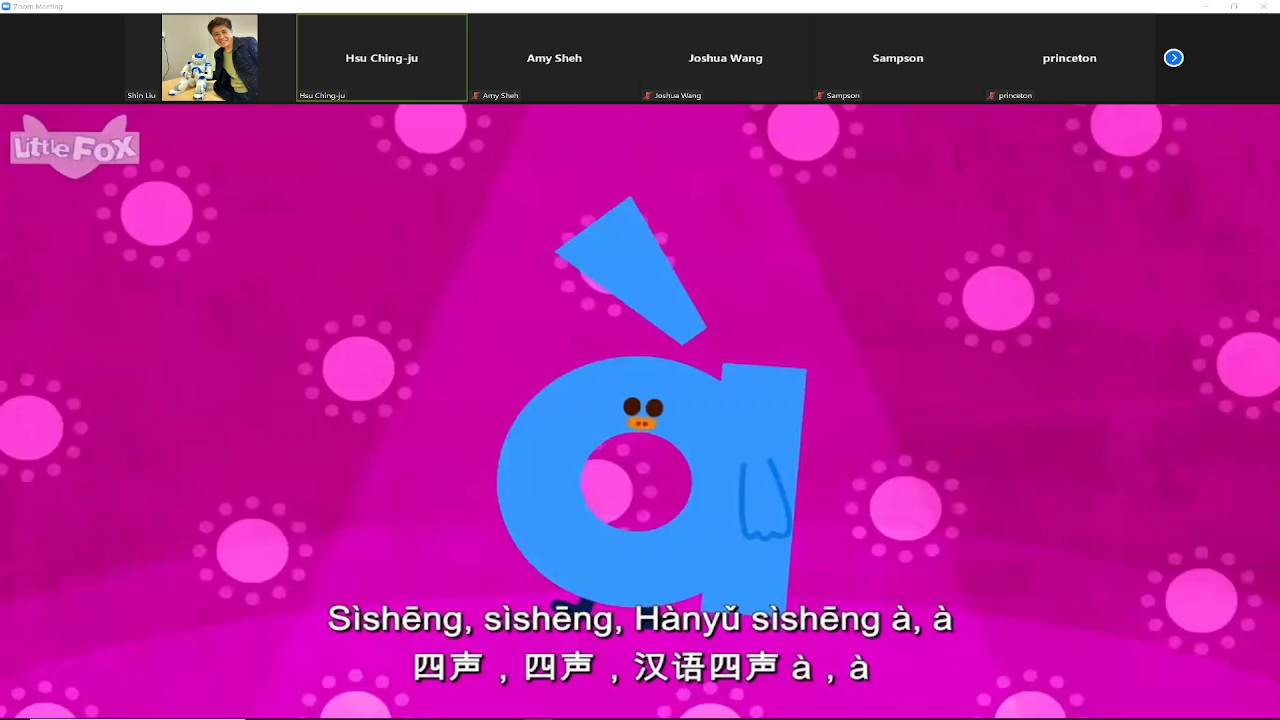 Zoom Meeting
Hsu Ching-ju
Amy Sheh
Joshua Wang
Sampson
princeton
Shin Liu
Hsu Ching-ju
Amy Sheh
Joshua Wang
Sampson
princeton
Little Fox
à
Sìshēng, sìshēng, Hànyǔ sìshēng à, à
四声，四声，汉语四声 à，à